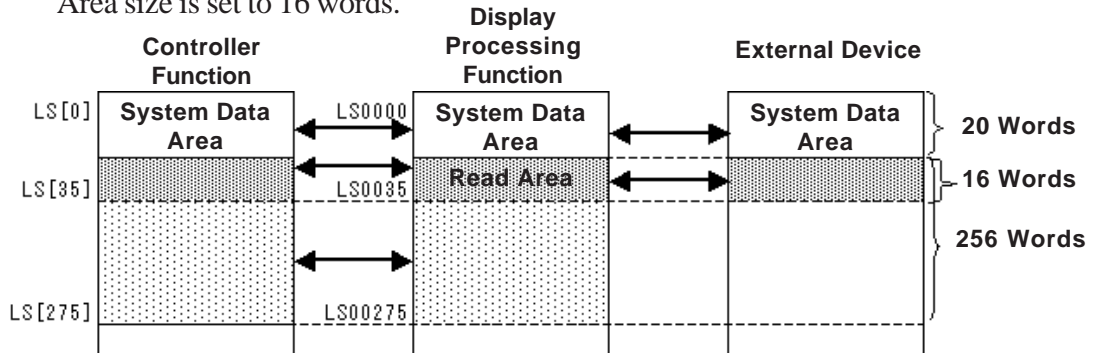 Area size is set to 16 words.
Controller
Function
Display
Processing
Function
External Device
LS[0]
System Data
Area
LS0000
System Data
Area
System Data
Area
20 Words
LS[35]
LS0035
Read Area
16 Words
256 Words
LS[275]
LS00275